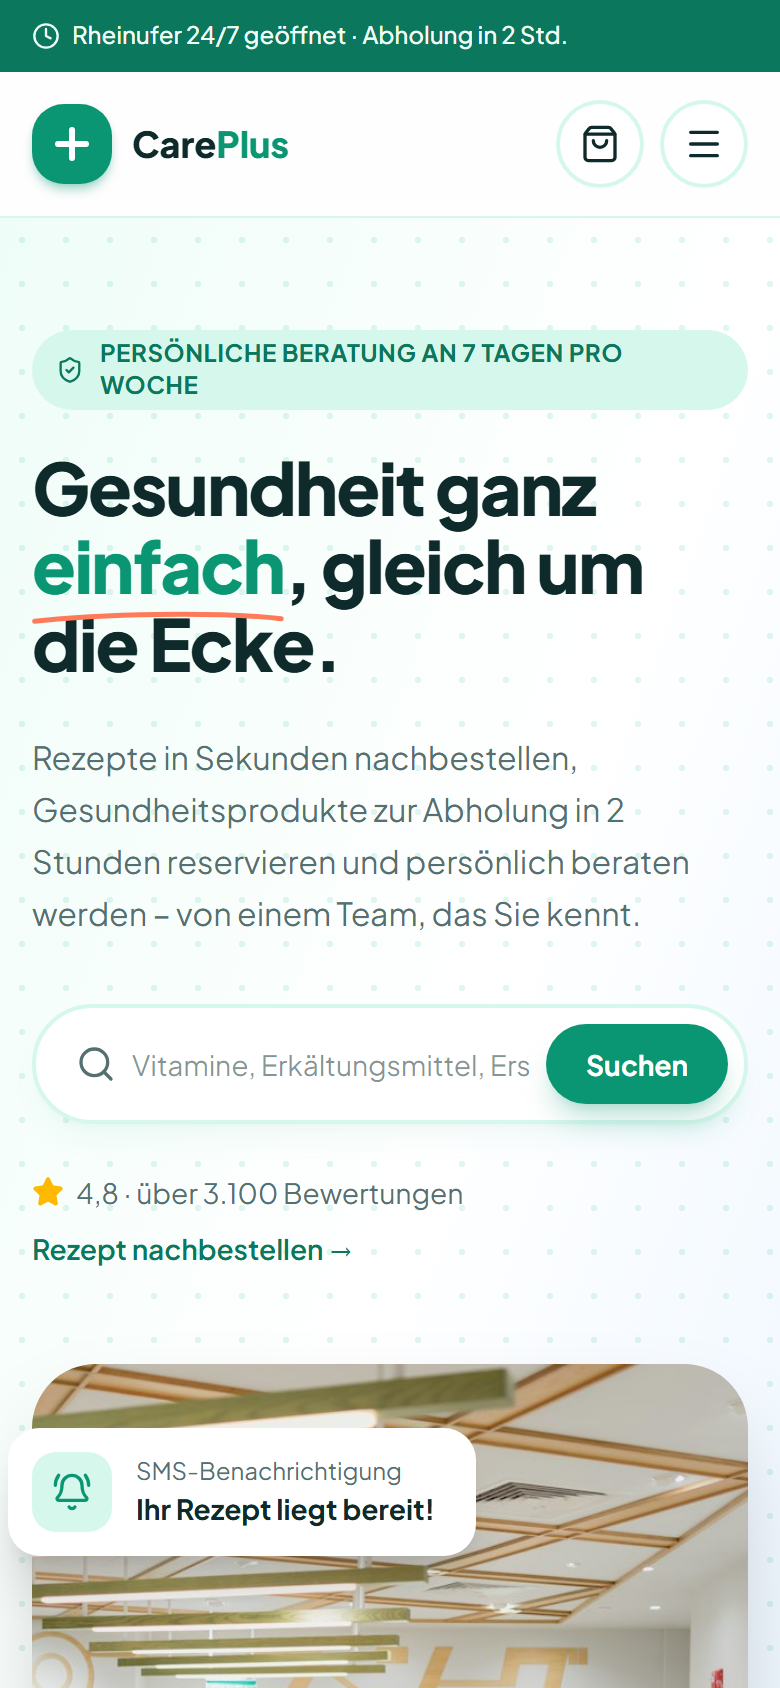 Rheinufer 24/7 geöffnet · Abholung in 2 Std.
CarePlus
PERSÖNLICHE BERATUNG AN 7 TAGEN PRO
WOCHE
Gesundheit ganz
einfach, gleich um
die Ecke.
Rezepte in Sekunden nachbestellen,
Gesundheitsprodukte zur Abholung in 2
Stunden reservieren und persönlich beraten
werden – von einem Team, das Sie kennt.
Vitamine, Erkältungsmittel, Ers
Suchen
4,8 · über 3.100 Bewertungen
Rezept nachbestellen →
SMS-Benachrichtigung
Ihr Rezept liegt bereit!